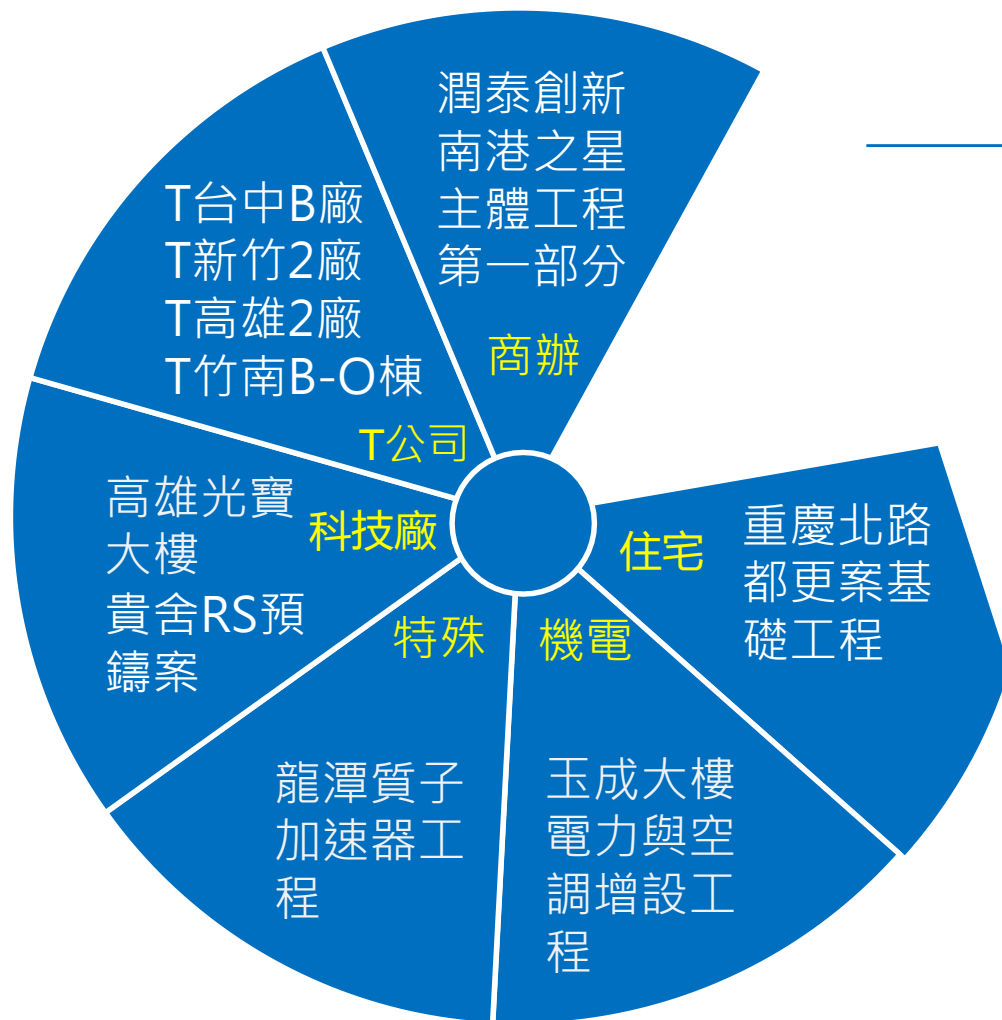 潤泰創新
南港之星
主體工程
第一部分
商辦
T台中B廠
T新竹2廠
T高雄2廠
T竹南B-O棟
T公司
高雄光寶
大樓
貴舍RS預
鑄案
科技廠
龍潭質子
加速器工
程
特殊
玉成大樓
電力與空
調增設工
程
機電
重慶北路
都更案基
礎工程
住宅